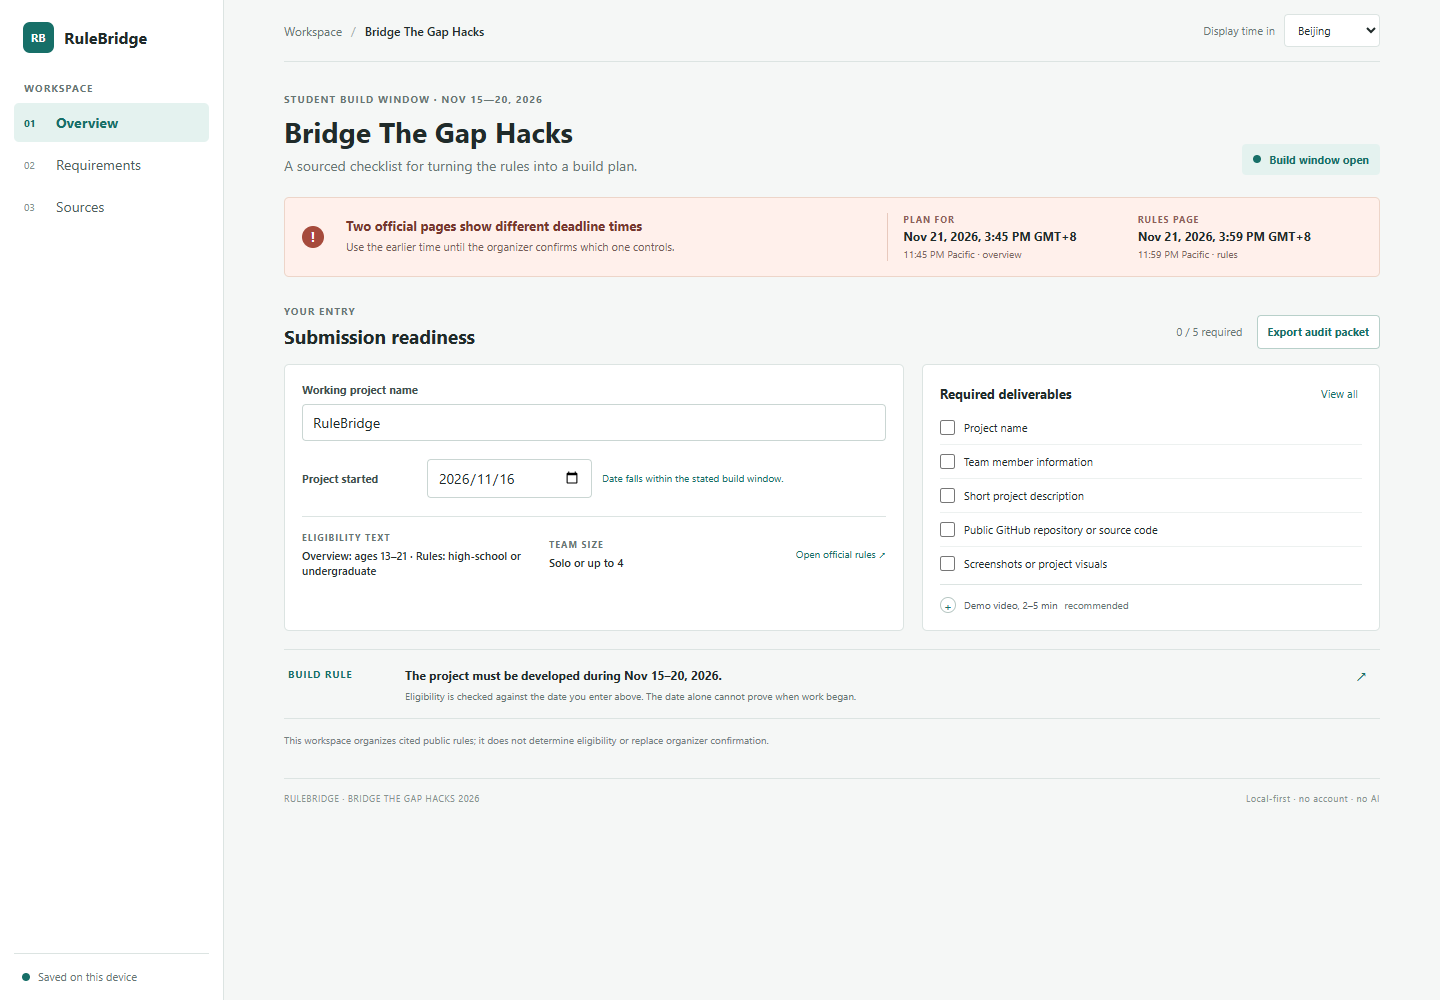 RB
RuleBridge
WORKSPACE
01 Overview
02 Requirements
03 Sources
Saved on this device
Workspace / Bridge The Gap Hacks
Display time in Beijing
STUDENT BUILD WINDOW · NOV 15—20, 2026
Bridge The Gap Hacks
A sourced checklist for turning the rules into a build plan.
Build window open
!
Two official pages show different deadline times
Use the earlier time until the organizer confirms which one controls.
PLAN FOR
Nov 21, 2026, 3:45 PM GMT+8
11:45 PM Pacific · overview
RULES PAGE
Nov 21, 2026, 3:59 PM GMT+8
11:59 PM Pacific · rules
YOUR ENTRY
Submission readiness
0 / 5 required
Export audit packet
Working project name
RuleBridge
Project started
2026/11/16
Date falls within the stated build window.
ELIGIBILITY TEXT
Overview: ages 13–21 · Rules: high-school or
undergraduate
TEAM SIZE
Solo or up to 4
Open official rules ↗
Required deliverables
View all
Project name
Team member information
Short project description
Public GitHub repository or source code
Screenshots or project visuals
+ Demo video, 2–5 min recommended
BUILD RULE
The project must be developed during Nov 15–20, 2026.
Eligibility is checked against the date you enter above. The date alone cannot prove when work began.
↗
This workspace organizes cited public rules; it does not determine eligibility or replace organizer confirmation.
RULEBRIDGE · BRIDGE THE GAP HACKS 2026
Local-first · no account · no AI